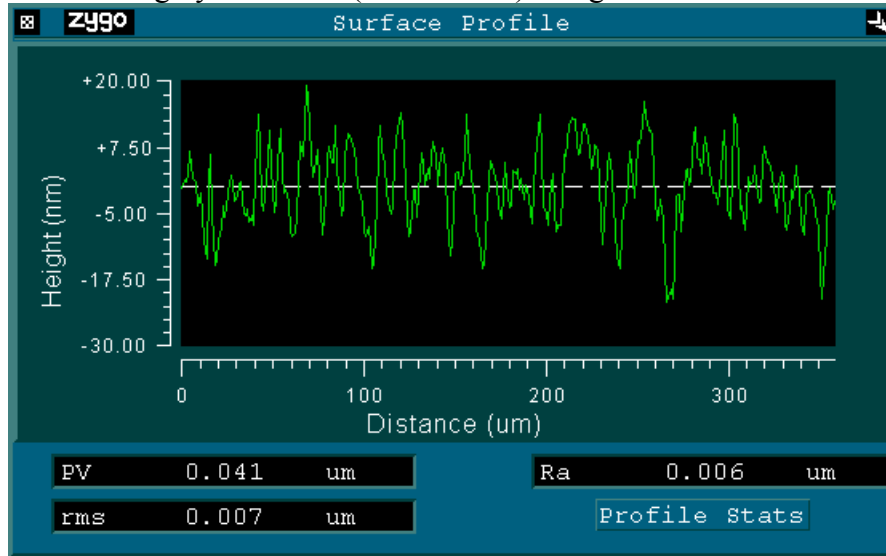 zygo Surface Profile
+20.00
+7.50
-5.00
-17.50
-30.00
Height (nm)
0 100 200 300
Distance (um)
PV 0.041 um Ra 0.006 um
rms 0.007 um Profile Stats